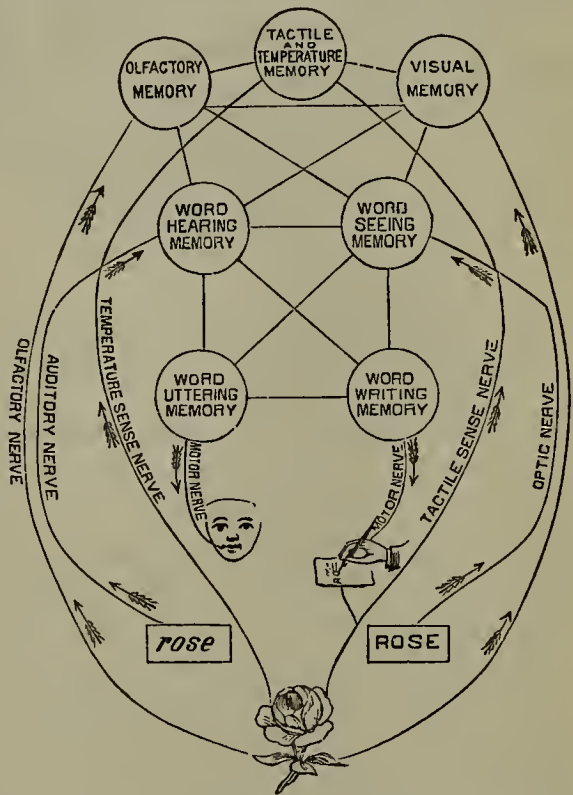 OLFACTORY
MEMORY
TACTILE
AND
TEMPERATURE
MEMORY
VISUAL
MEMORY
WORD
HEARING
MEMORY
WORD
SEEING
MEMORY
WORD
UTTERING
MEMORY
WORD
WRITING
MEMORY
OLFACTORY NERVE
AUDITORY NERVE
TEMPERATURE SENSE NERVE
MOTOR NERVE
MOTOR NERVE
TACTILE SENSE NERVE
OPTIC NERVE
rose
ROSE